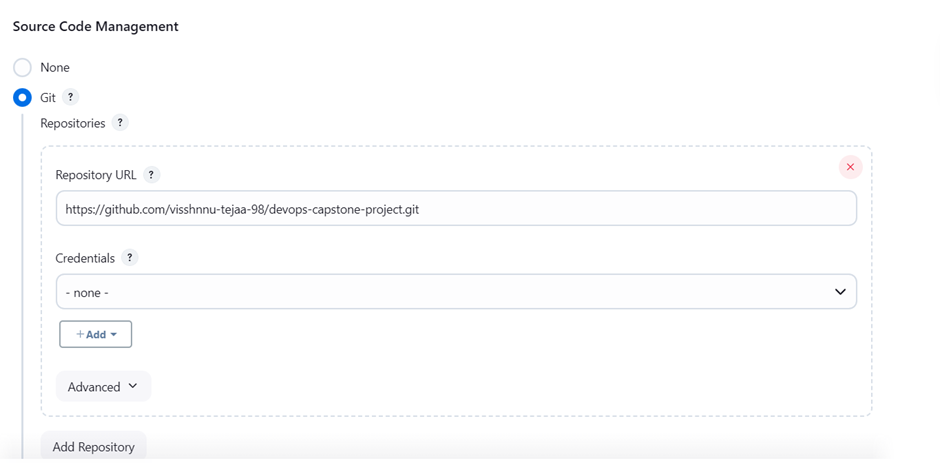 Source Code Management
None
Git ?
Repositories ?
Repository URL ?
https://github.com/visshnnu-tejaa-98/devops-capstone-project.git
Credentials ?
- none -
+ Add
Advanced
Add Repository